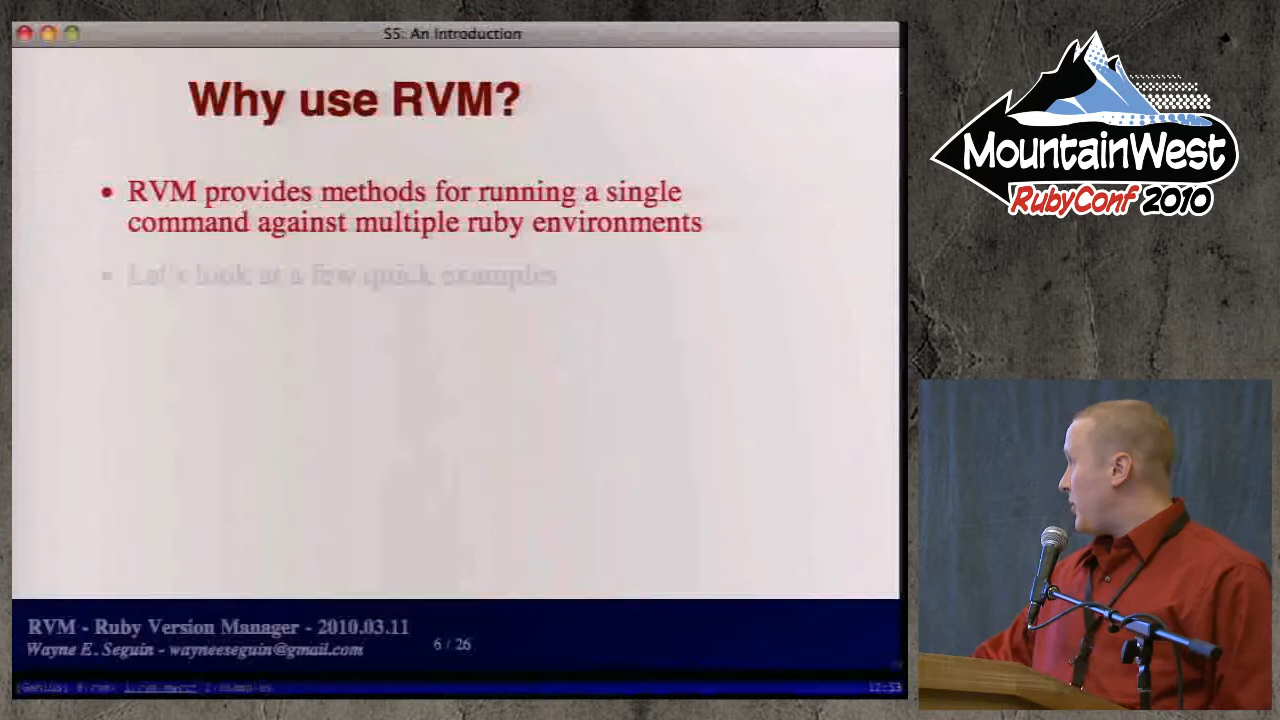 S5: An Introduction
Why use RVM?
• RVM provides methods for running a single
command against multiple ruby environments
• Let's look at a few quick examples
RVM - Ruby Version Manager - 2010.03.11
Wayne E. Seguin - wayneeseguin@gmail.com
6 / 26
12:53
MountainWest
RubyConf 2010